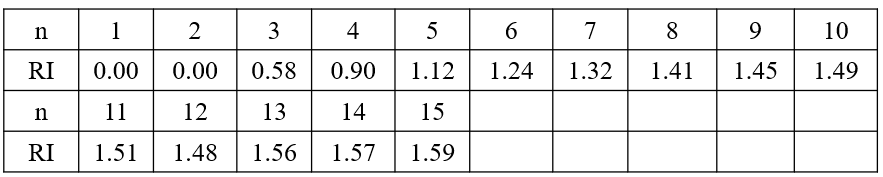 n 1 2 3 4 5 6 7 8 9 10
RI 0.00 0.00 0.58 0.90 1.12 1.24 1.32 1.41 1.45 1.49
n 11 12 13 14 15
RI 1.51 1.48 1.56 1.57 1.59